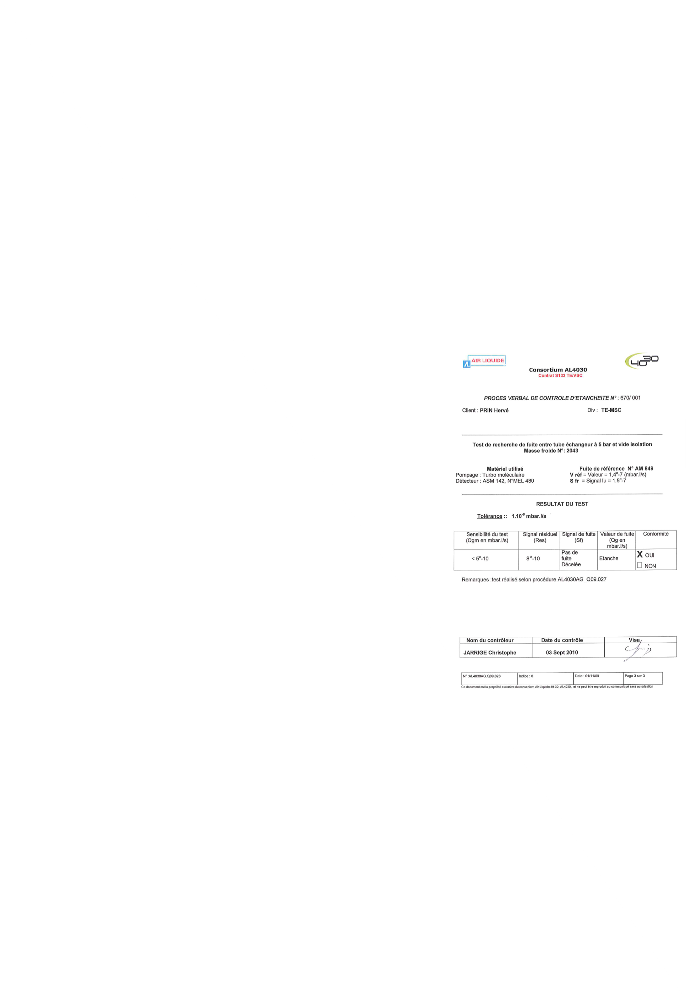 AIR LIQUIDE
4030
Consortium AL4030
Contrat S133 TE/VSC
PROCES VERBAL DE CONTROLE D'ETANCHEITE N° : 670/ 001
Client : PRIN Hervé Div : TE-MSC
Test de recherche de fuite entre tube échangeur à 5 bar et vide isolation
Masse froide N°: 2043
Matériel utilisé Fuite de référence N° AM 849
Pompage : Turbo moléculaire V réf = Valeur = 1,4ᵉ-7 (mbar.l/s)
Détecteur : ASM 142, N°MEL 480 S fr = Signal lu = 1.5ᵉ-7
RESULTAT DU TEST
Tolérance :: 1.10⁻⁹ mbar.l/s
Sensibilité du test Signal résiduel Signal de fuite Valeur de fuite Conformité
(Qgm en mbar.l/s) (Res) (Sf) (Qg en
mbar.l/s)
< 5ᵉ-10 8 ᵉ-10 Pas de fuite Décelée Etanche X OUI
☐ NON
Remarques :test réalisé selon procédure AL4030AG_Q09.027
Nom du contrôleur Date du contrôle Visa
JARRIGE Christophe 03 Sept 2010
N° :AL4030AG.Q09.028 Indice : 0 Date : 01/11/09 Page 3 sur 3
Ce document est la propriété exclusive du consortium Air Liquide 40-30, AL4030, et ne peut être reproduit ou communiqué sans autorisation